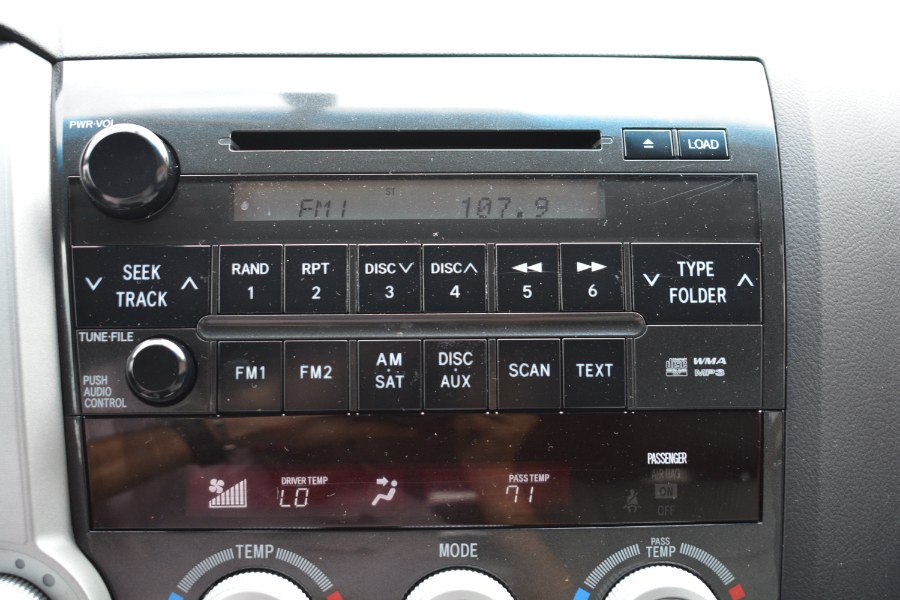 PWR·VOL
LOAD
ST
FM1 107.9
SEEK TRACK
RAND 1
RPT 2
DISC 3
DISC 4
5
6
TYPE FOLDER
TUNE·FILE
PUSH AUDIO CONTROL
FM1
FM2
AM·SAT
DISC·AUX
SCAN
TEXT
WMA
MP3
PASSENGER
AIRBAG
ON
OFF
DRIVER TEMP
LO
PASS TEMP
71
TEMP
MODE
PASS TEMP